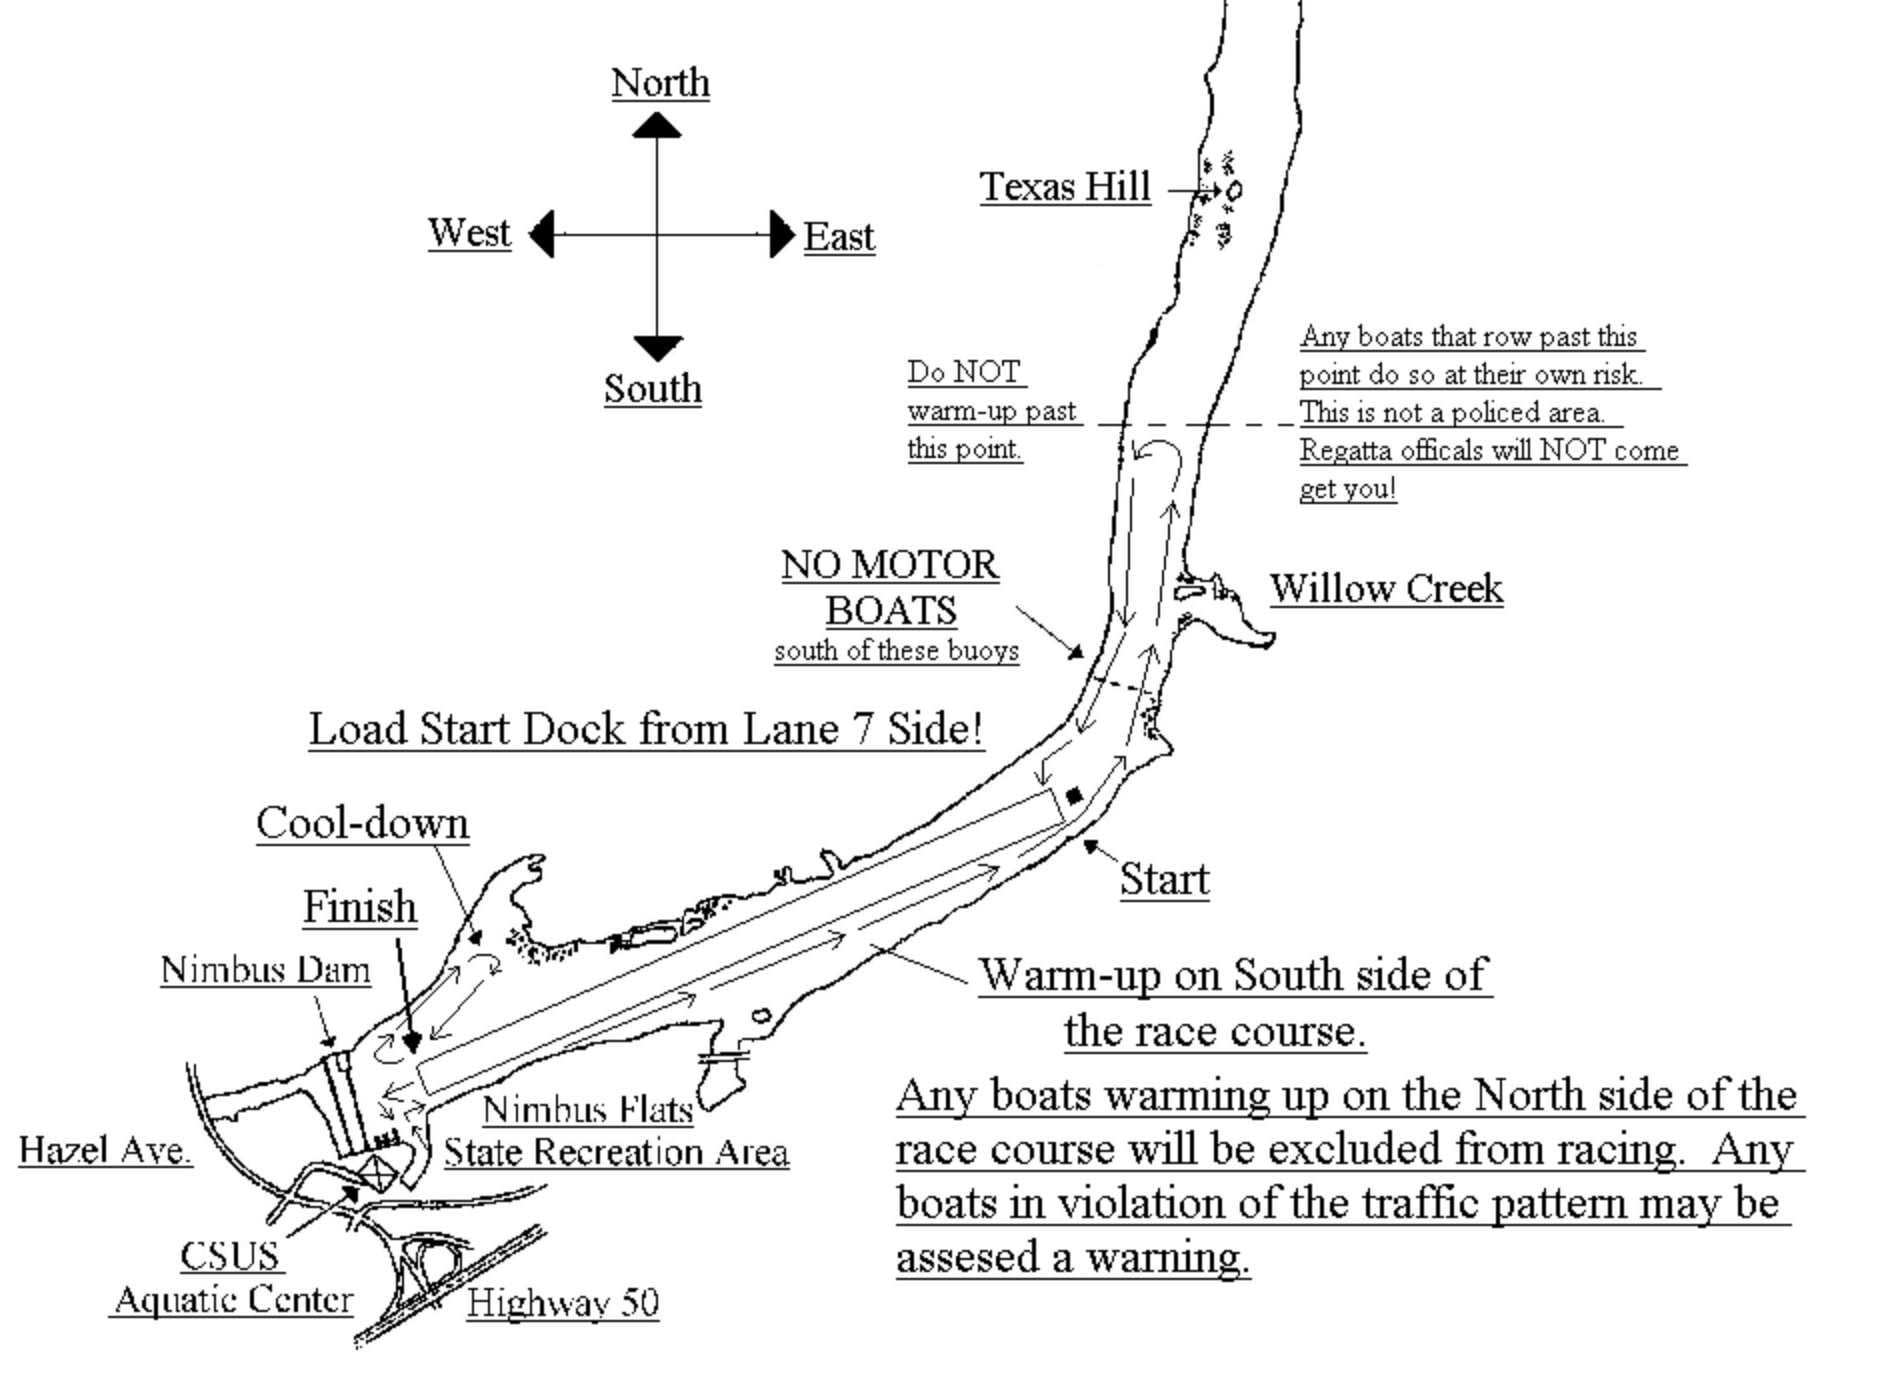 North
West
East
South
Texas Hill
Do NOT
warm-up past
this point.
Any boats that row past this
point do so at their own risk.
This is not a policed area.
Regatta officals will NOT come
get you!
NO MOTOR
BOATS
south of these buoys
Willow Creek
Load Start Dock from Lane 7 Side!
Cool-down
Finish
Nimbus Dam
Start
Warm-up on South side of
the race course.
Nimbus Flats
State Recreation Area
Hazel Ave.
Any boats warming up on the North side of the
race course will be excluded from racing. Any
boats in violation of the traffic pattern may be
assesed a warning.
CSUS
Aquatic Center
Highway 50